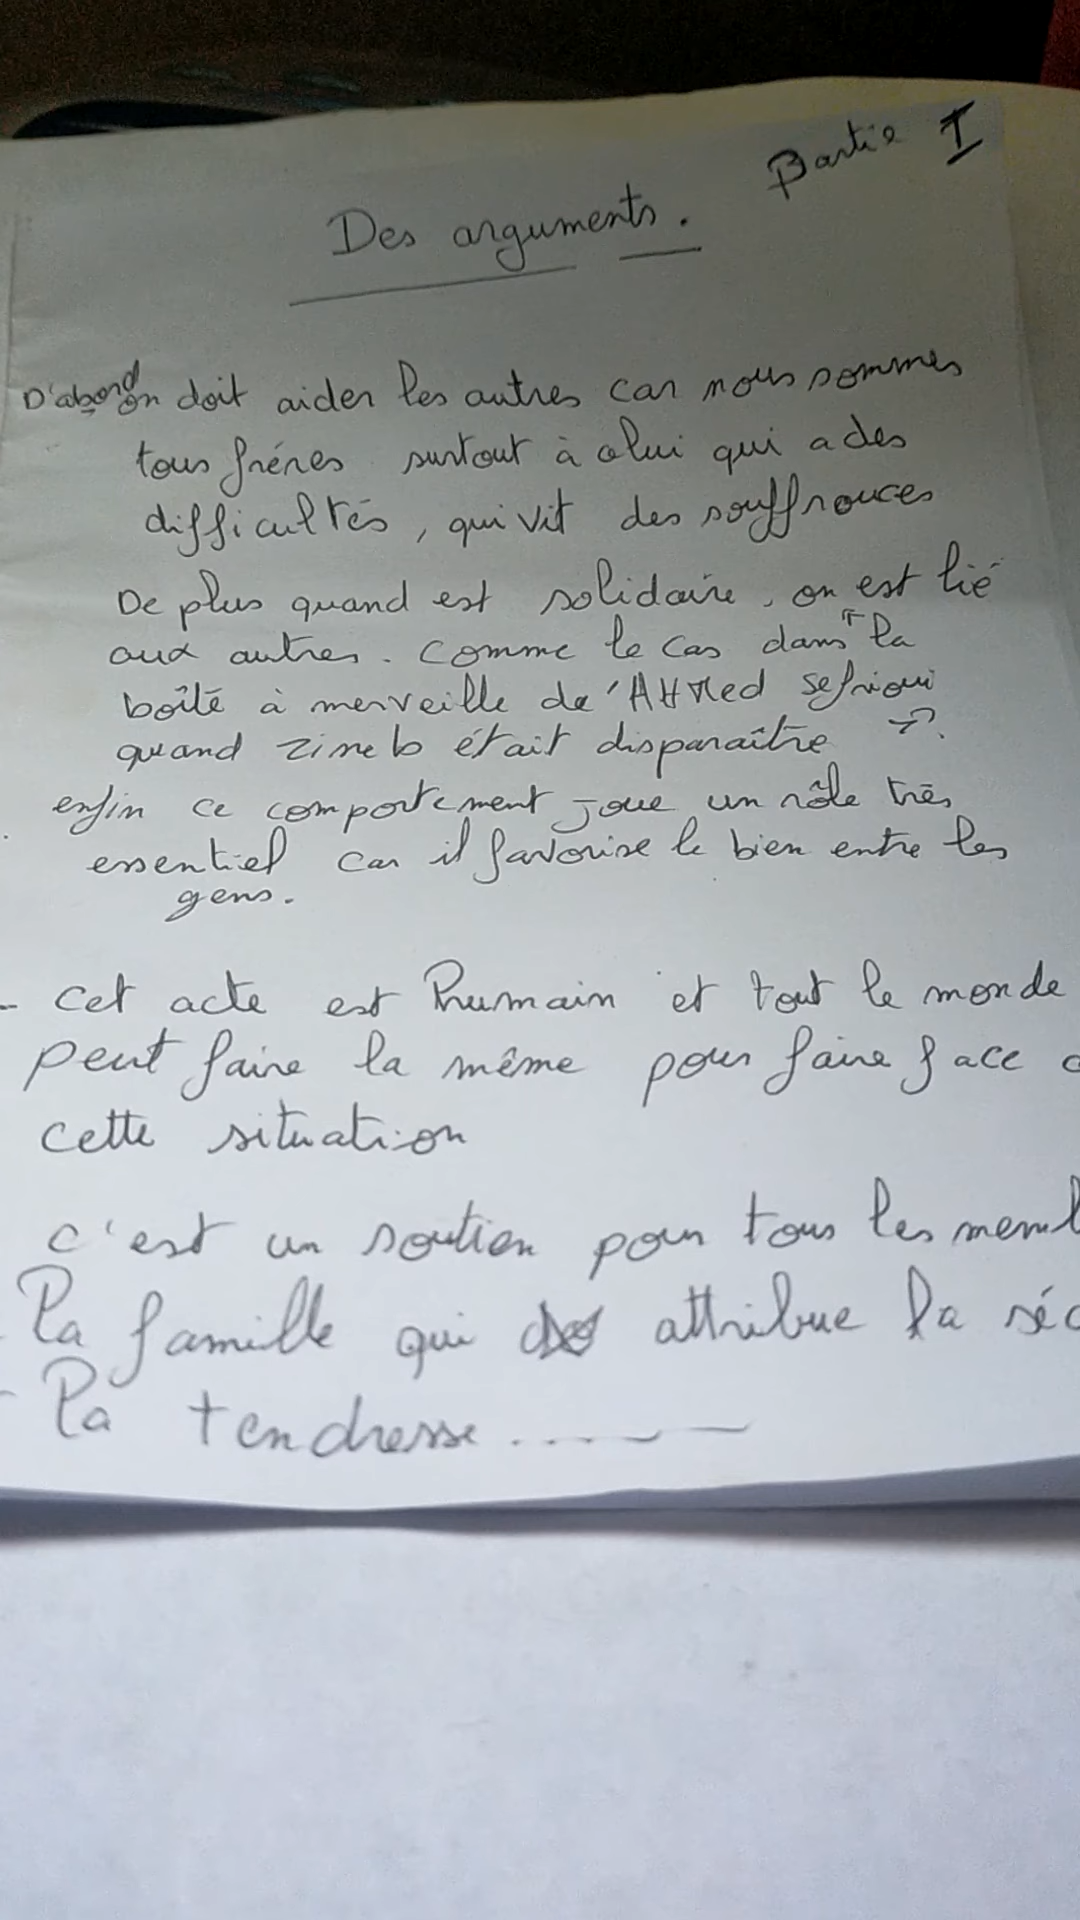 Partie I
Des arguments.
D'abord on doit aider les autres car nous sommes
tous fréres surtout à celui qui a des
difficultés, qui vit des souffrances
De plus quand est solidaire, on est lié
aux autres. Comme le cas dans "la
boîté à merveille de 'AHMed sefrioui
quand zineb était disparaître
enfin ce comportement joue un rôle très
essentiel car il favorise le bien entre les
gens.
- Cet acte est humain et tout le monde
peut faire la même pour faire face
cette situation
c'est un soutien pour tous les
La famille qui attribue la
- La tendresse ....